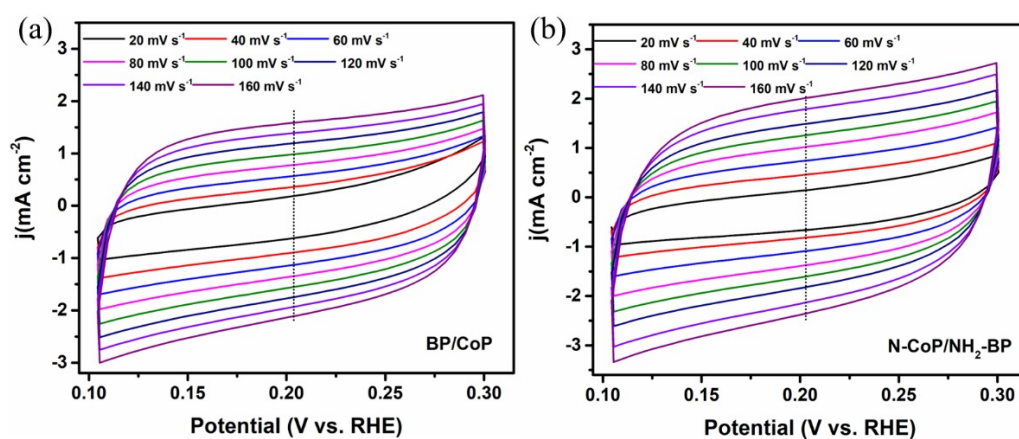 (a)
j(mA cm⁻²)
3
2
1
0
-1
-2
-3
20 mV s⁻¹ 40 mV s⁻¹ 60 mV s⁻¹
80 mV s⁻¹ 100 mV s⁻¹ 120 mV s⁻¹
140 mV s⁻¹ 160 mV s⁻¹
BP/CoP
0.10 0.15 0.20 0.25 0.30
Potential (V vs. RHE)
(b)
j(mA cm⁻²)
3
2
1
0
-1
-2
-3
20 mV s⁻¹ 40 mV s⁻¹ 60 mV s⁻¹
80 mV s⁻¹ 100 mV s⁻¹ 120 mV s⁻¹
140 mV s⁻¹ 160 mV s⁻¹
N-CoP/NH₂-BP
0.10 0.15 0.20 0.25 0.30
Potential (V vs. RHE)